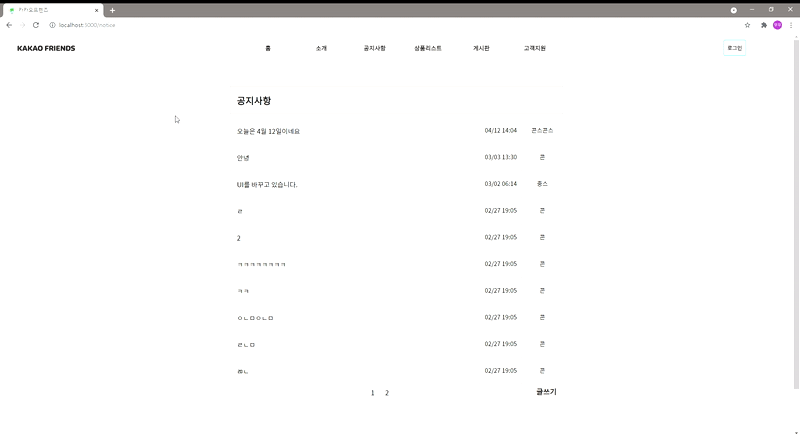 카카오프렌즈
localhost:5000/notice
KAKAO FRIENDS 홈 소개 공지사항 상품리스트 게시판 고객지원 로그인
공지사항
오늘은 4월 12일이네요 04/12 14:04 콘스콘스
안녕 03/03 13:30 콘
UI를 바꾸고 있습니다. 03/02 06:14 충스
ㄹ 02/27 19:05 콘
2 02/27 19:05 콘
ㅋㅋㅋㅋㅋㅋㅋㅋ 02/27 19:05 콘
ㅋㅋ 02/27 19:05 콘
ㅇㄴㅁㅇㄴㅁ 02/27 19:05 콘
ㄹㄴㅁ 02/27 19:05 콘
02/27 19:05 콘
1 2 글쓰기